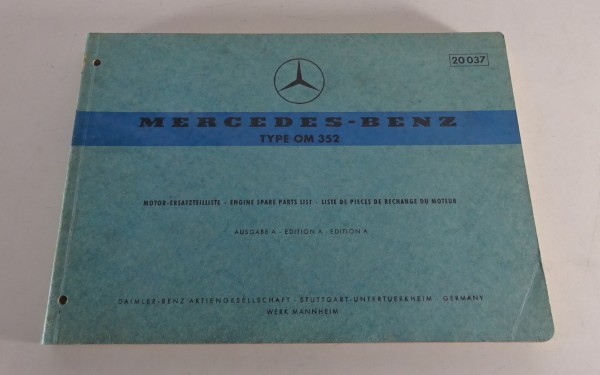 20 037
MERCEDES-BENZ
TYPE OM 352
MOTOR-ERSATZTEILLISTE - ENGINE SPARE PARTS LIST - LISTE DE PIECES DE RECHANGE DU MOTEUR
AUSGABE A - EDITION A - EDITION A
DAIMLER-BENZ AKTIENGESELLSCHAFT · STUTTGART-UNTERTUERKHEIM · GERMANY
WERK MANNHEIM